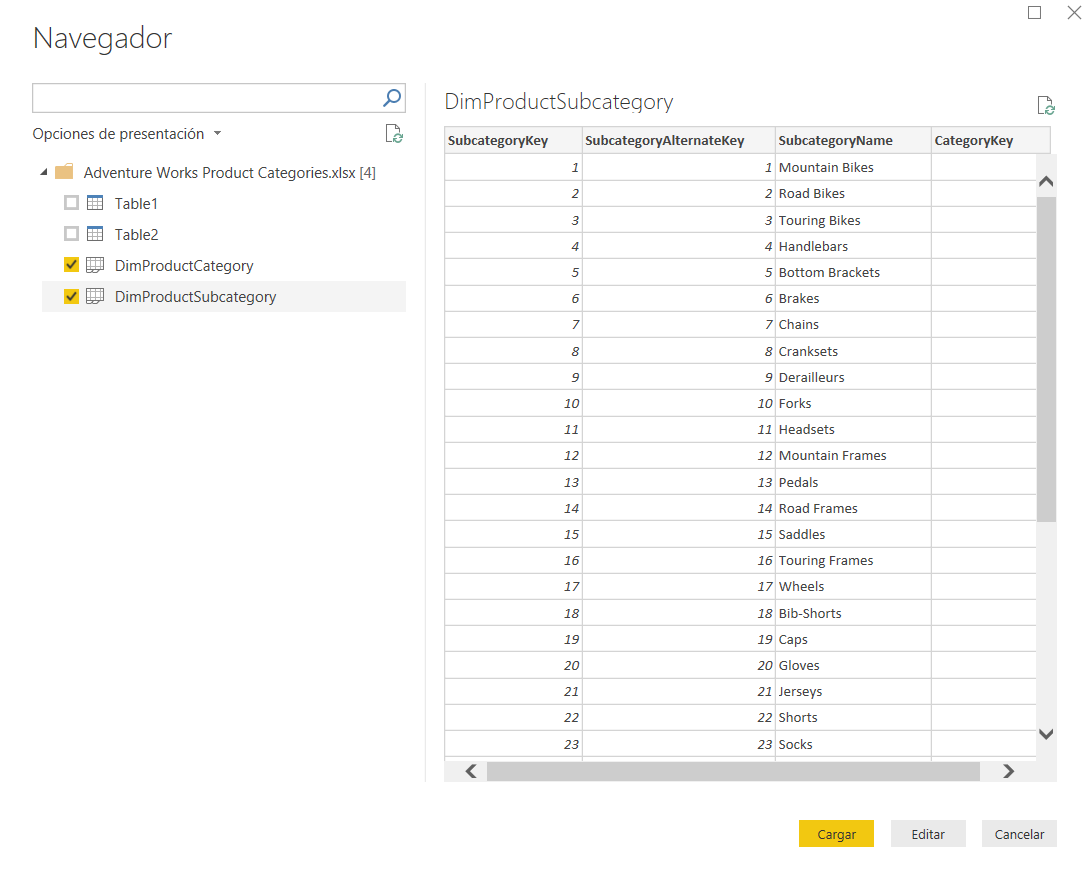 Navegador
Opciones de presentación
Adventure Works Product Categories.xlsx [4]
Table1
Table2
DimProductCategory
DimProductSubcategory
DimProductSubcategory
SubcategoryKey SubcategoryAlternateKey SubcategoryName CategoryKey
1 1 Mountain Bikes
2 2 Road Bikes
3 3 Touring Bikes
4 4 Handlebars
5 5 Bottom Brackets
6 6 Brakes
7 7 Chains
8 8 Cranksets
9 9 Derailleurs
10 10 Forks
11 11 Headsets
12 12 Mountain Frames
13 13 Pedals
14 14 Road Frames
15 15 Saddles
16 16 Touring Frames
17 17 Wheels
18 18 Bib-Shorts
19 19 Caps
20 20 Gloves
21 21 Jerseys
22 22 Shorts
23 23 Socks
Cargar Editar Cancelar